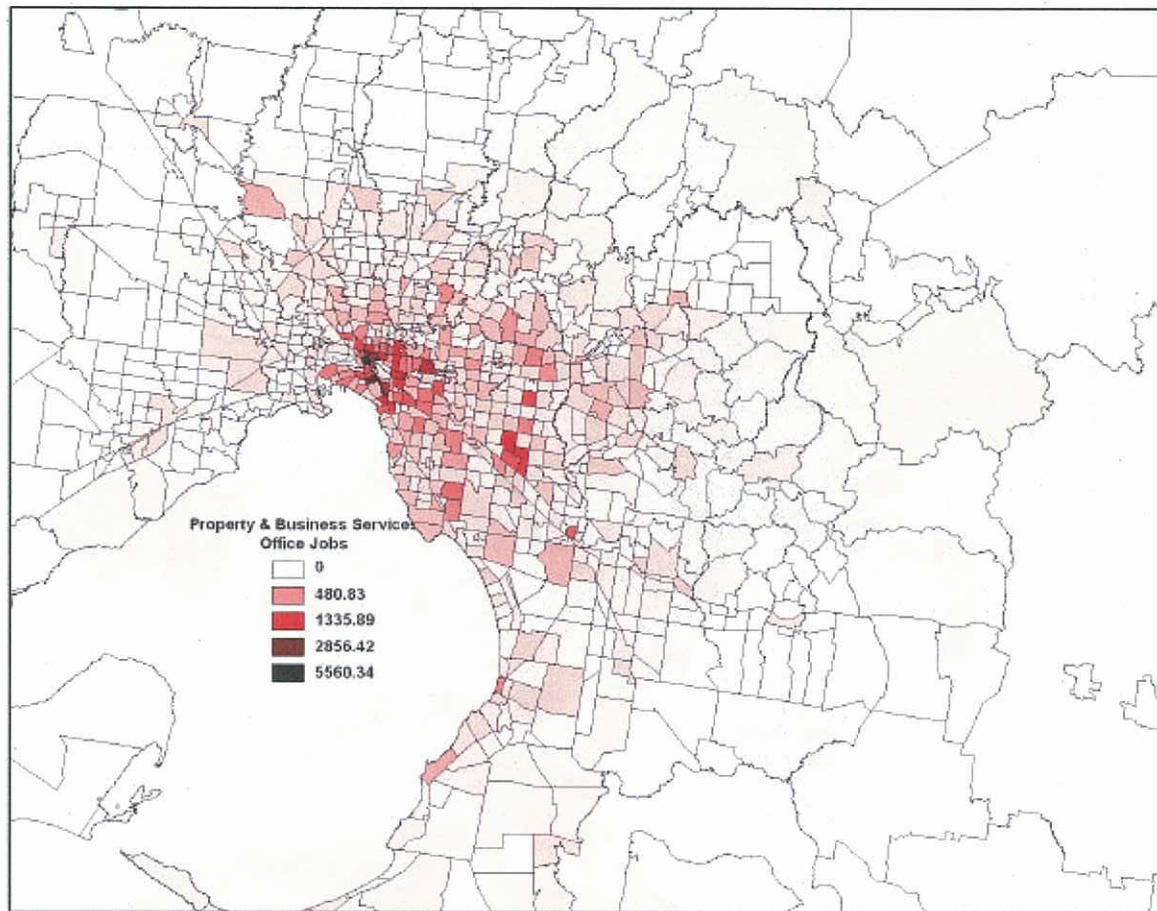 Property & Business Services
Office Jobs
0
480.83
1335.89
2856.42
5560.34